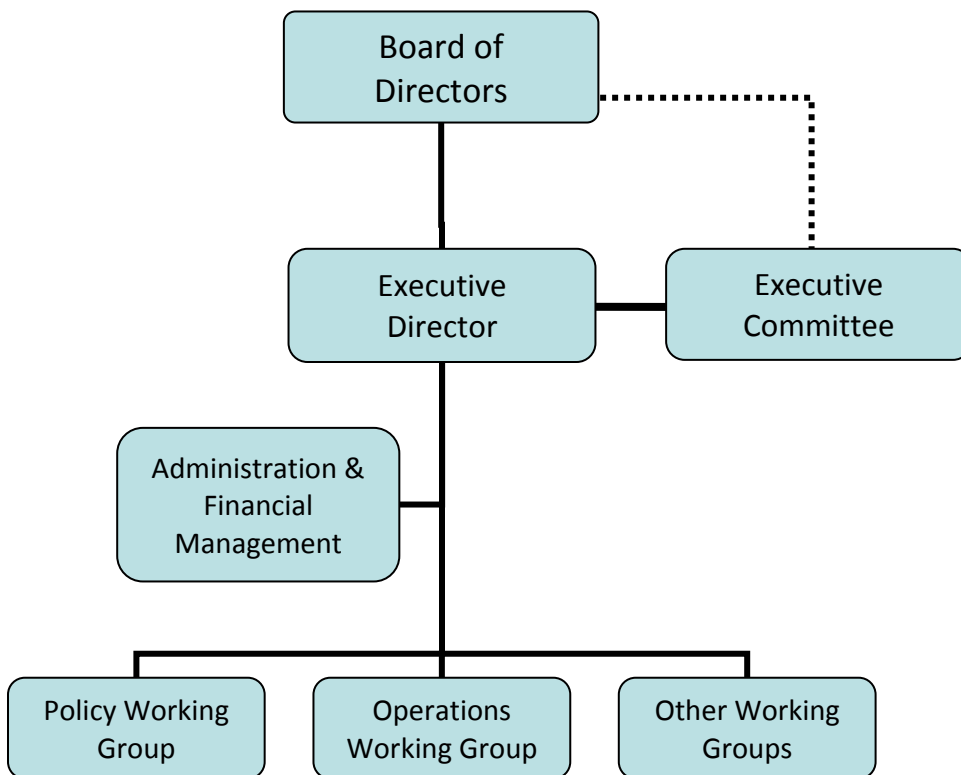 Board of
Directors
Executive
Director
Executive
Committee
Administration &
Financial
Management
Policy Working
Group
Operations
Working Group
Other Working
Groups